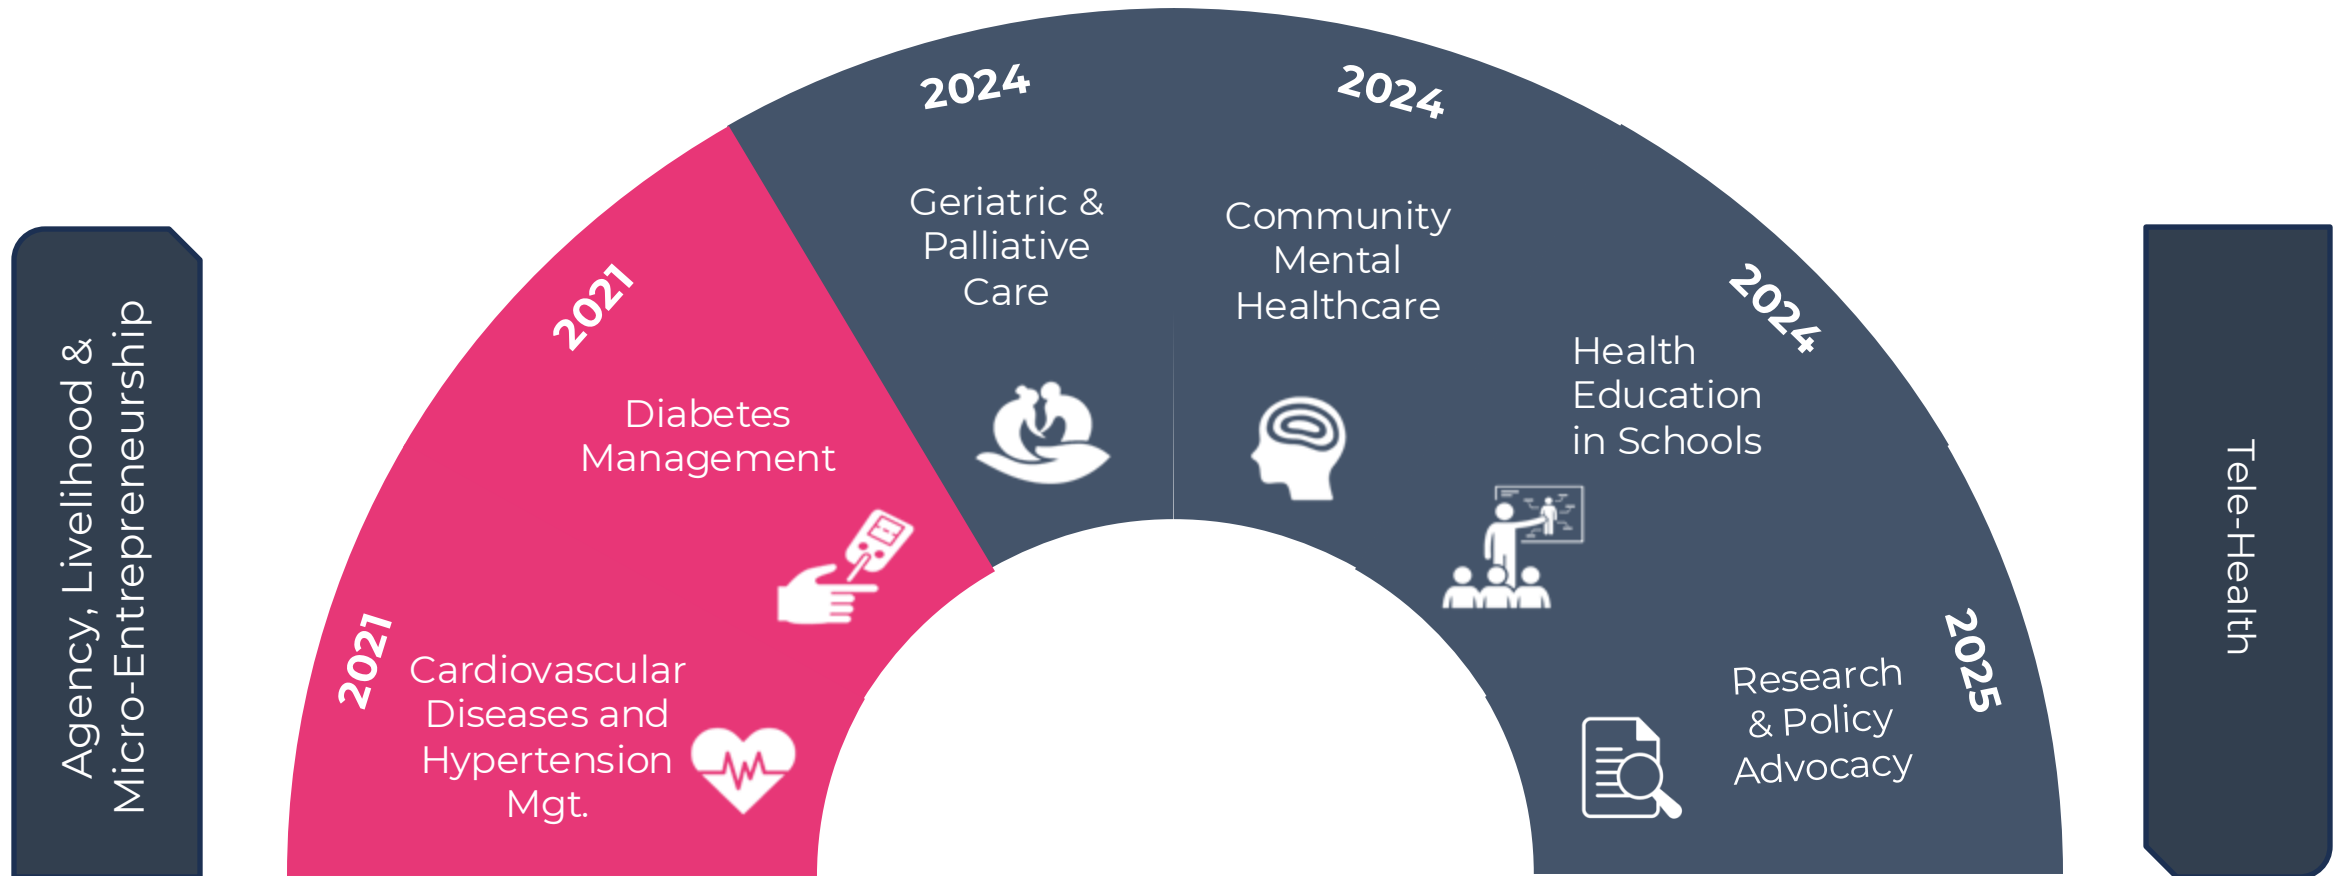 Agency, Livelihood &
Micro-Entrepreneurship
2021
Cardiovascular
Diseases and
Hypertension
Mgt.
2021
Diabetes
Management
2024
Geriatric &
Palliative
Care
2024
Community
Mental
Healthcare
2024
Health
Education
in Schools
2025
Research
& Policy
Advocacy
Tele-Health